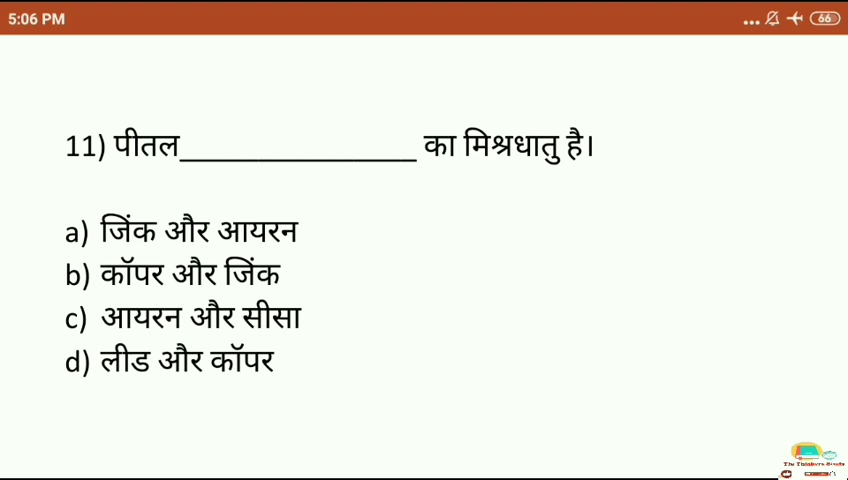 5:06 PM
66
11) पीतल_______________ का मिश्रधातु है।
a) जिंक और आयरन
b) कॉपर और जिंक
c) आयरन और सीसा
d) लीड और कॉपर